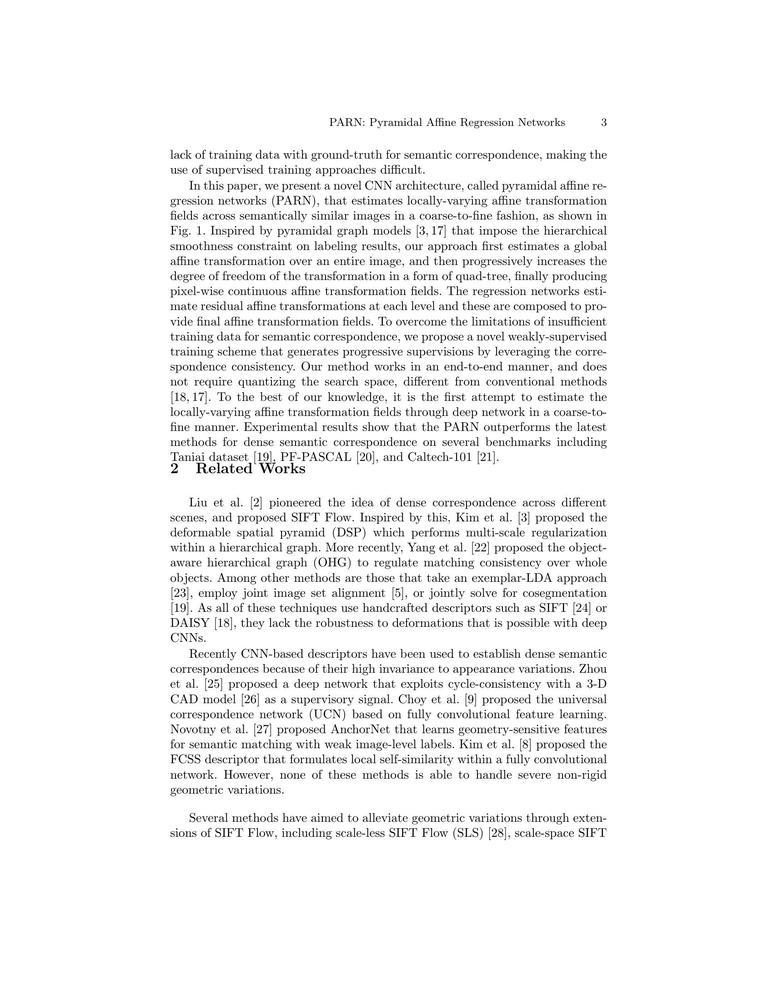 PARN: Pyramidal Affine Regression Networks 3
lack of training data with ground-truth for semantic correspondence, making the
use of supervised training approaches difficult.
In this paper, we present a novel CNN architecture, called pyramidal affine re-
gression networks (PARN), that estimates locally-varying affine transformation
fields across semantically similar images in a coarse-to-fine fashion, as shown in
Fig. 1. Inspired by pyramidal graph models [3, 17] that impose the hierarchical
smoothness constraint on labeling results, our approach first estimates a global
affine transformation over an entire image, and then progressively increases the
degree of freedom of the transformation in a form of quad-tree, finally producing
pixel-wise continuous affine transformation fields. The regression networks esti-
mate residual affine transformations at each level and these are composed to pro-
vide final affine transformation fields. To overcome the limitations of insufficient
training data for semantic correspondence, we propose a novel weakly-supervised
training scheme that generates progressive supervisions by leveraging the corre-
spondence consistency. Our method works in an end-to-end manner, and does
not require quantizing the search space, different from conventional methods
[18, 17]. To the best of our knowledge, it is the first attempt to estimate the
locally-varying affine transformation fields through deep network in a coarse-to-
fine manner. Experimental results show that the PARN outperforms the latest
methods for dense semantic correspondence on several benchmarks including
Taniai dataset [19], PF-PASCAL [20], and Caltech-101 [21].
2 Related Works
Liu et al. [2] pioneered the idea of dense correspondence across different
scenes, and proposed SIFT Flow. Inspired by this, Kim et al. [3] proposed the
deformable spatial pyramid (DSP) which performs multi-scale regularization
within a hierarchical graph. More recently, Yang et al. [22] proposed the object-
aware hierarchical graph (OHG) to regulate matching consistency over whole
objects. Among other methods are those that take an exemplar-LDA approach
[23], employ joint image set alignment [5], or jointly solve for cosegmentation
[19]. As all of these techniques use handcrafted descriptors such as SIFT [24] or
DAISY [18], they lack the robustness to deformations that is possible with deep
CNNs.
Recently CNN-based descriptors have been used to establish dense semantic
correspondences because of their high invariance to appearance variations. Zhou
et al. [25] proposed a deep network that exploits cycle-consistency with a 3-D
CAD model [26] as a supervisory signal. Choy et al. [9] proposed the universal
correspondence network (UCN) based on fully convolutional feature learning.
Novotny et al. [27] proposed AnchorNet that learns geometry-sensitive features
for semantic matching with weak image-level labels. Kim et al. [8] proposed the
FCSS descriptor that formulates local self-similarity within a fully convolutional
network. However, none of these methods is able to handle severe non-rigid
geometric variations.
Several methods have aimed to alleviate geometric variations through exten-
sions of SIFT Flow, including scale-less SIFT Flow (SLS) [28], scale-space SIFT